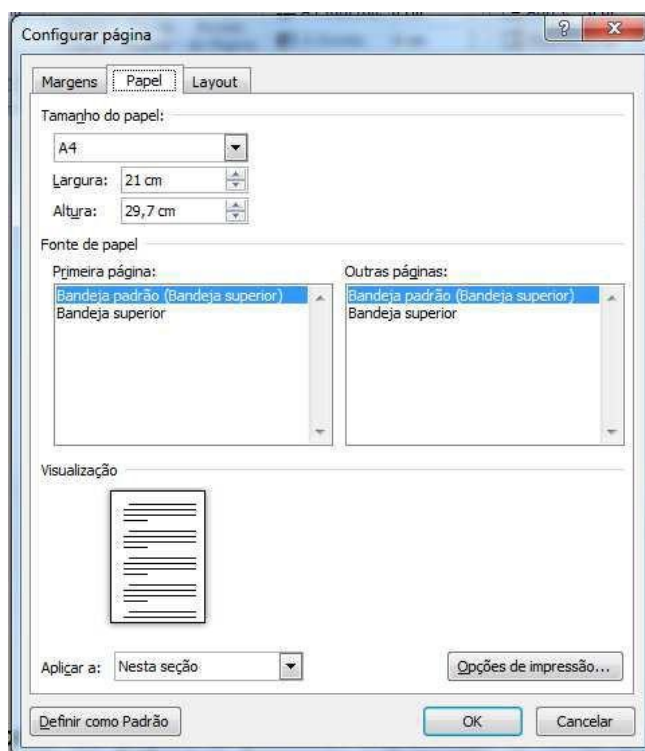 Configurar página
Margens Papel Layout
Tamanho do papel:
A4
Largura: 21 cm
Altura: 29,7 cm
Fonte de papel
Primeira página: Outras páginas:
Bandeja padrão (Bandeja superior) Bandeja padrão (Bandeja superior)
Bandeja superior Bandeja superior
Visualização
Aplicar a: Nesta seção Opções de impressão...
Definir como Padrão OK Cancelar